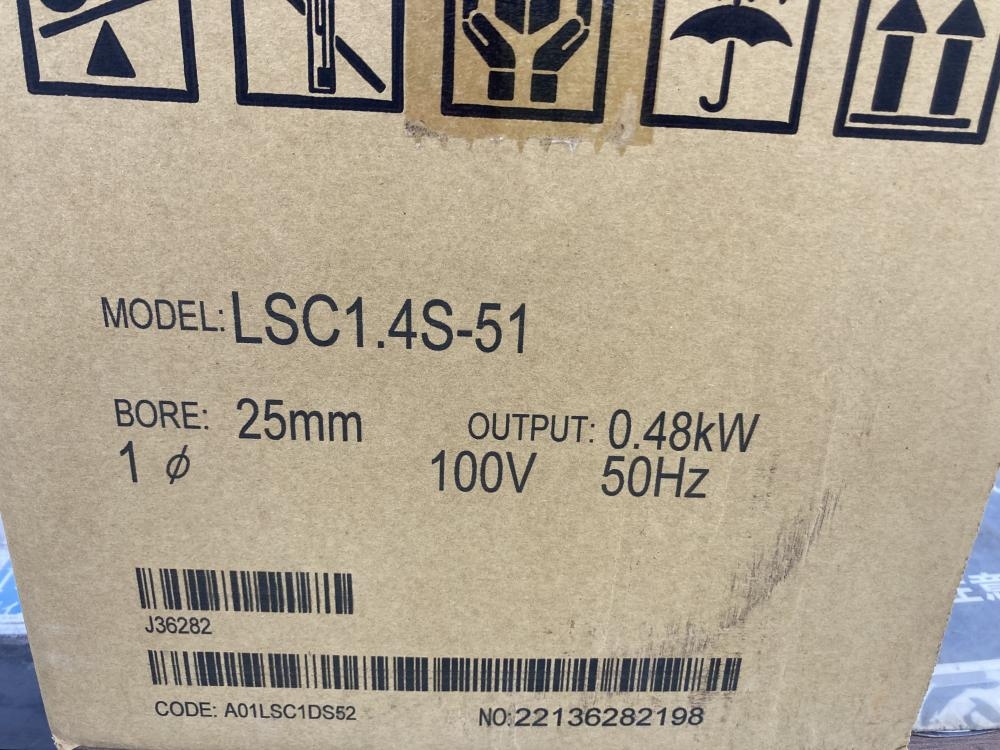 MODEL: LSC1.4S-51
BORE: 25mm OUTPUT: 0.48kW
1 ϕ 100V 50Hz
J36282
CODE: A01LSC1DS52 NO:22136282198